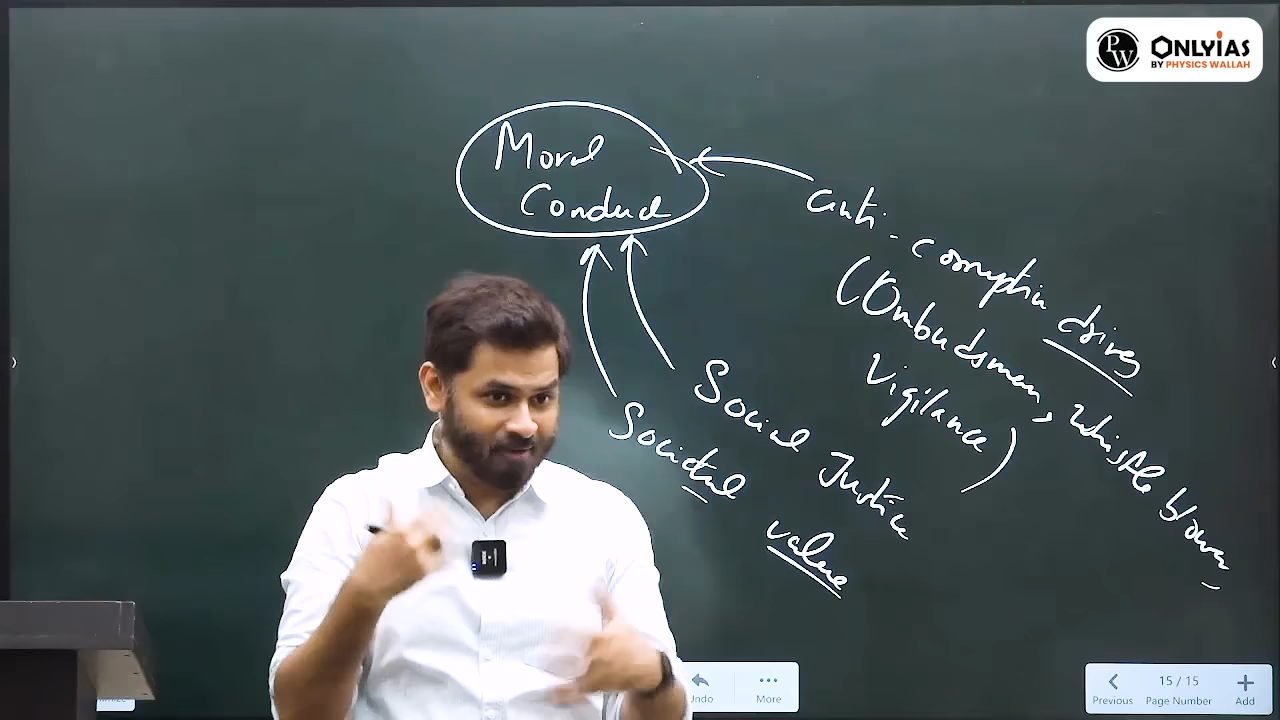 PW ONLYIAS
BY PHYSICS WALLAH
Moral
Conduct
anti-corruption drives
(Ombudsman, Whistle blower,
Vigilance)
Social Justice
Societal value
Undo
More
Previous
15 / 15
Page Number
Add